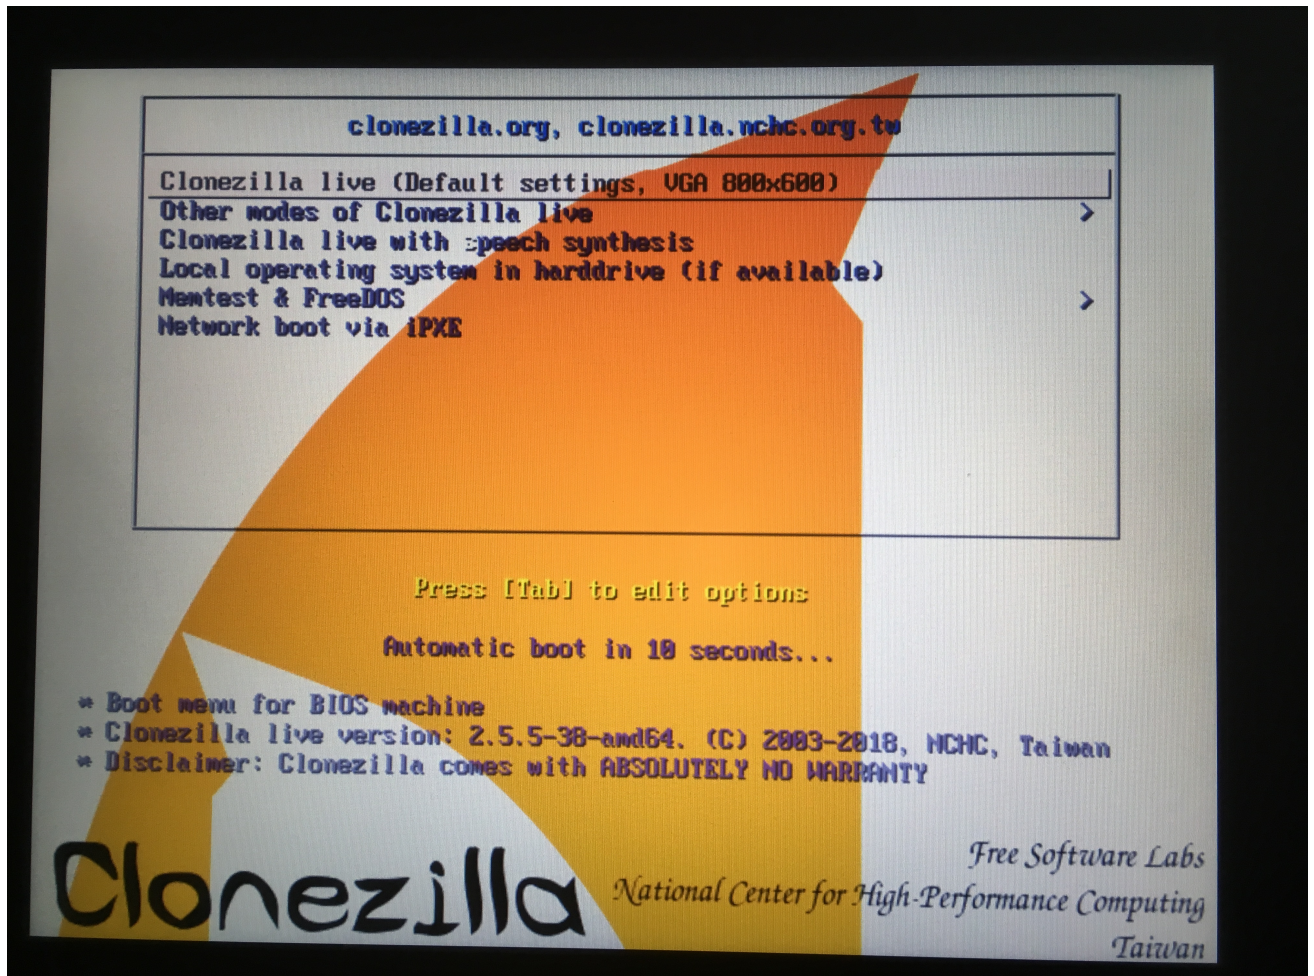 clonezilla.org, clonezilla.nchc.org.tw
Clonezilla live (Default settings, VGA 800x600)
Other modes of Clonezilla live >
Clonezilla live with speech synthesis
Local operating system in harddrive (if available)
Memtest & FreeDOS >
Network boot via iPXE
Press [Tab] to edit options
Automatic boot in 10 seconds...
* Boot menu for BIOS machine
* Clonezilla live version: 2.5.5-38-amd64. (C) 2003-2018, NCHC, Taiwan
* Disclaimer: Clonezilla comes with ABSOLUTELY NO WARRANTY
Clonezilla
Free Software Labs
National Center for High-Performance Computing
Taiwan